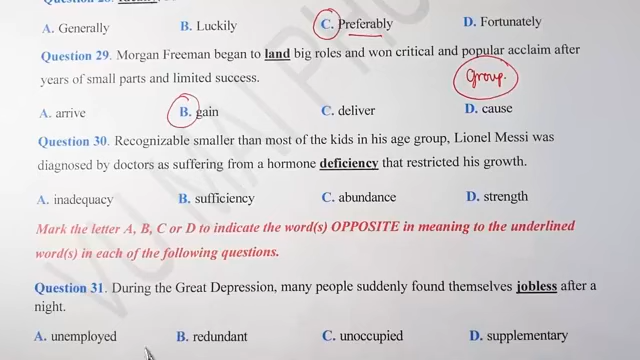 A. Generally B. Luckily C. Preferably D. Fortunately
Question 29. Morgan Freeman began to land big roles and won critical and popular acclaim after
years of small parts and limited success.
Group.
A. arrive B. gain C. deliver D. cause
Question 30. Recognizable smaller than most of the kids in his age group, Lionel Messi was
diagnosed by doctors as suffering from a hormone deficiency that restricted his growth.
A. inadequacy B. sufficiency C. abundance D. strength
Mark the letter A, B, C or D to indicate the word(s) OPPOSITE in meaning to the underlined
word(s) in each of the following questions.
Question 31. During the Great Depression, many people suddenly found themselves jobless after a
night.
A. unemployed B. redundant C. unoccupied D. supplementary